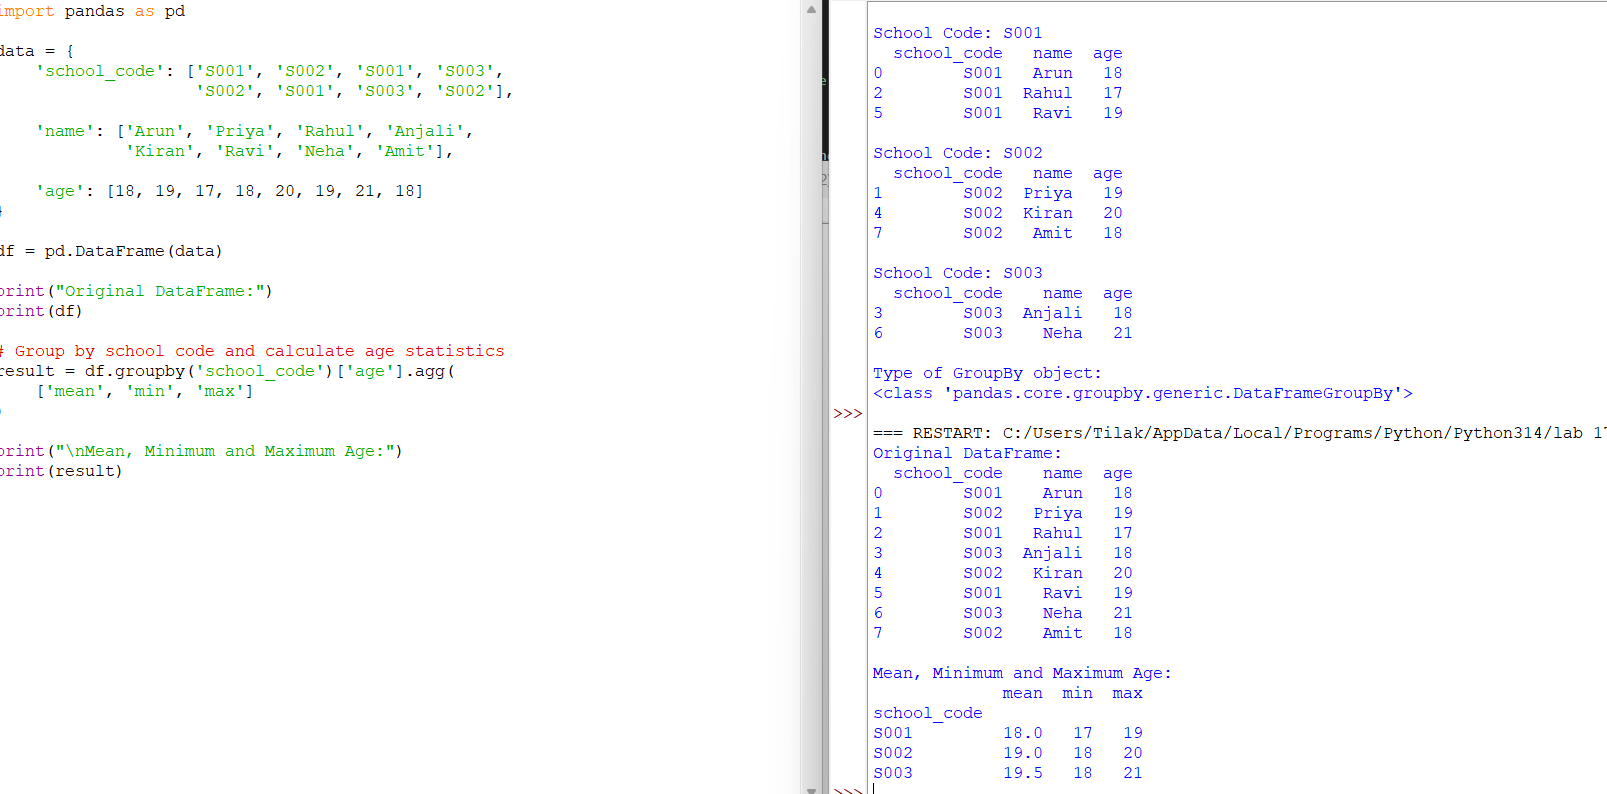 import pandas as pd
data = {
'school_code': ['S001', 'S002', 'S001', 'S003',
'S002', 'S001', 'S003', 'S002'],
'name': ['Arun', 'Priya', 'Rahul', 'Anjali',
'Kiran', 'Ravi', 'Neha', 'Amit'],
'age': [18, 19, 17, 18, 20, 19, 21, 18]
}
df = pd.DataFrame(data)
print("Original DataFrame:")
print(df)
# Group by school code and calculate age statistics
result = df.groupby('school_code')['age'].agg(
['mean', 'min', 'max']
)
print("\nMean, Minimum and Maximum Age:")
print(result)
School Code: S001
school_code name age
0 S001 Arun 18
2 S001 Rahul 17
5 S001 Ravi 19
School Code: S002
school_code name age
1 S002 Priya 19
4 S002 Kiran 20
7 S002 Amit 18
School Code: S003
school_code name age
3 S003 Anjali 18
6 S003 Neha 21
Type of GroupBy object:
<class 'pandas.core.groupby.generic.DataFrameGroupBy'>
>>>
=== RESTART: C:/Users/Tilak/AppData/Local/Programs/Python/Python314/lab 17
Original DataFrame:
school_code name age
0 S001 Arun 18
1 S002 Priya 19
2 S001 Rahul 17
3 S003 Anjali 18
4 S002 Kiran 20
5 S001 Ravi 19
6 S003 Neha 21
7 S002 Amit 18
Mean, Minimum and Maximum Age:
mean min max
school_code
S001 18.0 17 19
S002 19.0 18 20
S003 19.5 18 21
>>>